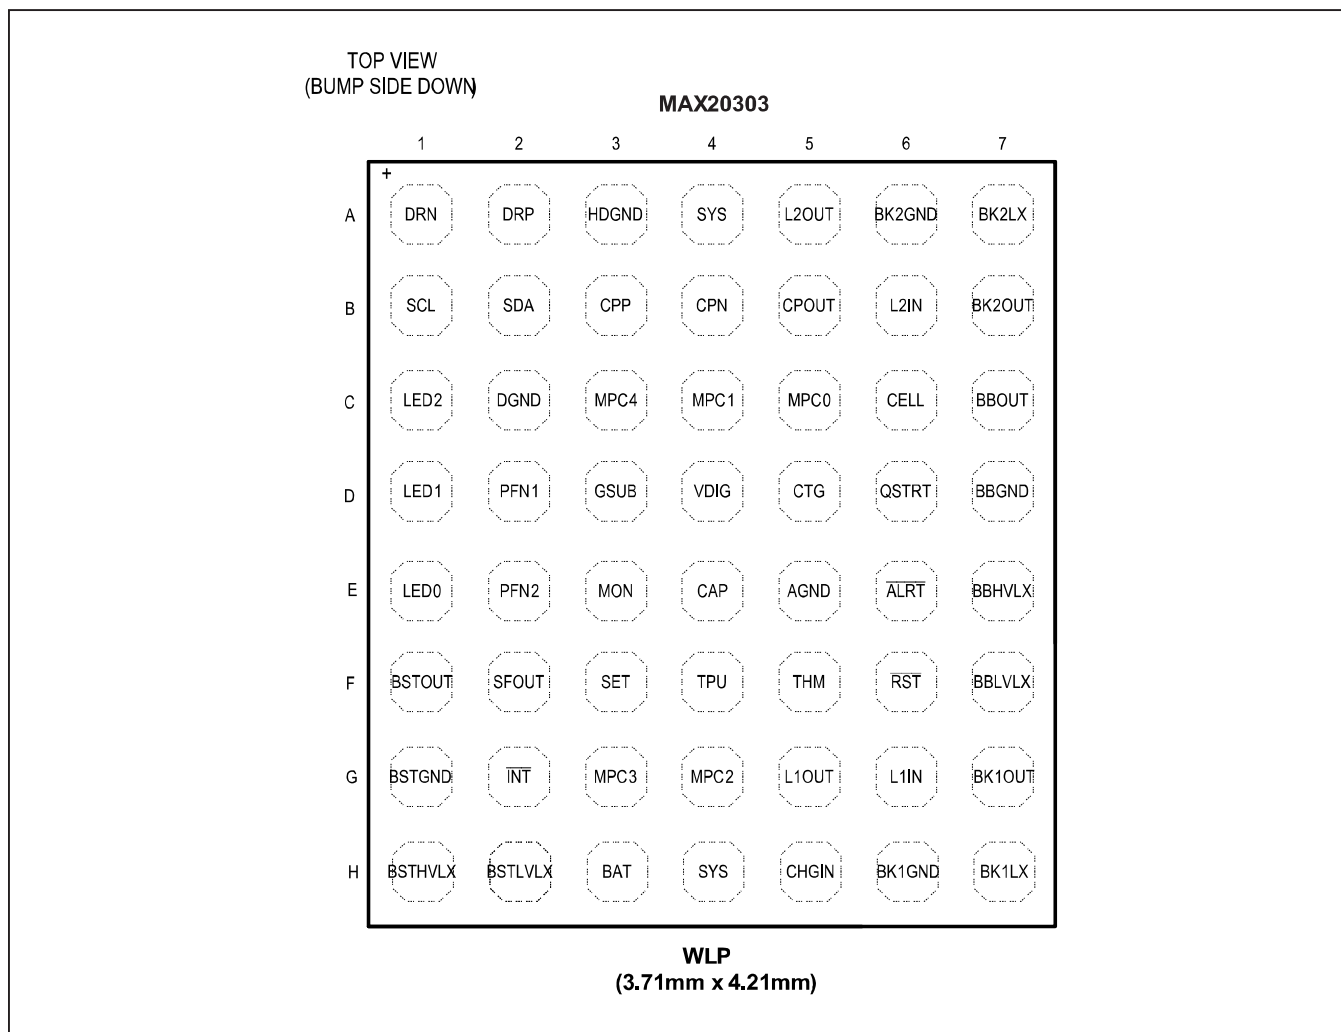 TOP VIEW
(BUMP SIDE DOWN)
MAX20303
1 2 3 4 5 6 7
+
A DRN DRP HDGND SYS L2OUT BK2GND BK2LX
B SCL SDA CPP CPN CPOUT L2IN BK2OUT
C LED2 DGND MPC4 MPC1 MPC0 CELL BBOUT
D LED1 PFN1 GSUB VDIG CTG QSTRT BBGND
E LED0 PFN2 MON CAP AGND ALRT BBHVLX
F BSTOUT SFOUT SET TPU THM RST BBLVLX
G BSTGND INT MPC3 MPC2 L1OUT L1IN BK1OUT
H BSTHVLX BSTLVLX BAT SYS CHGIN BK1GND BK1LX
WLP
(3.71mm x 4.21mm)